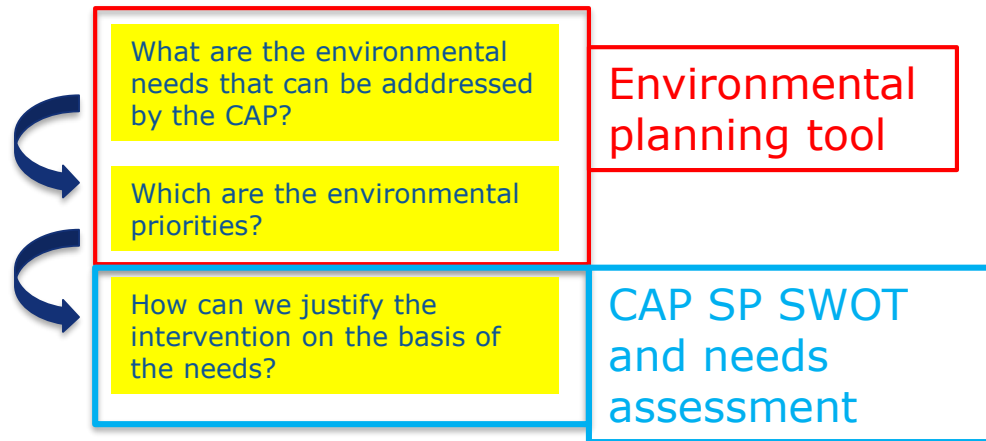 What are the environmental
needs that can be adddressed
by the CAP?
Environmental
planning tool
Which are the environmental
priorities?
How can we justify the
intervention on the basis of
the needs?
CAP SP SWOT
and needs
assessment